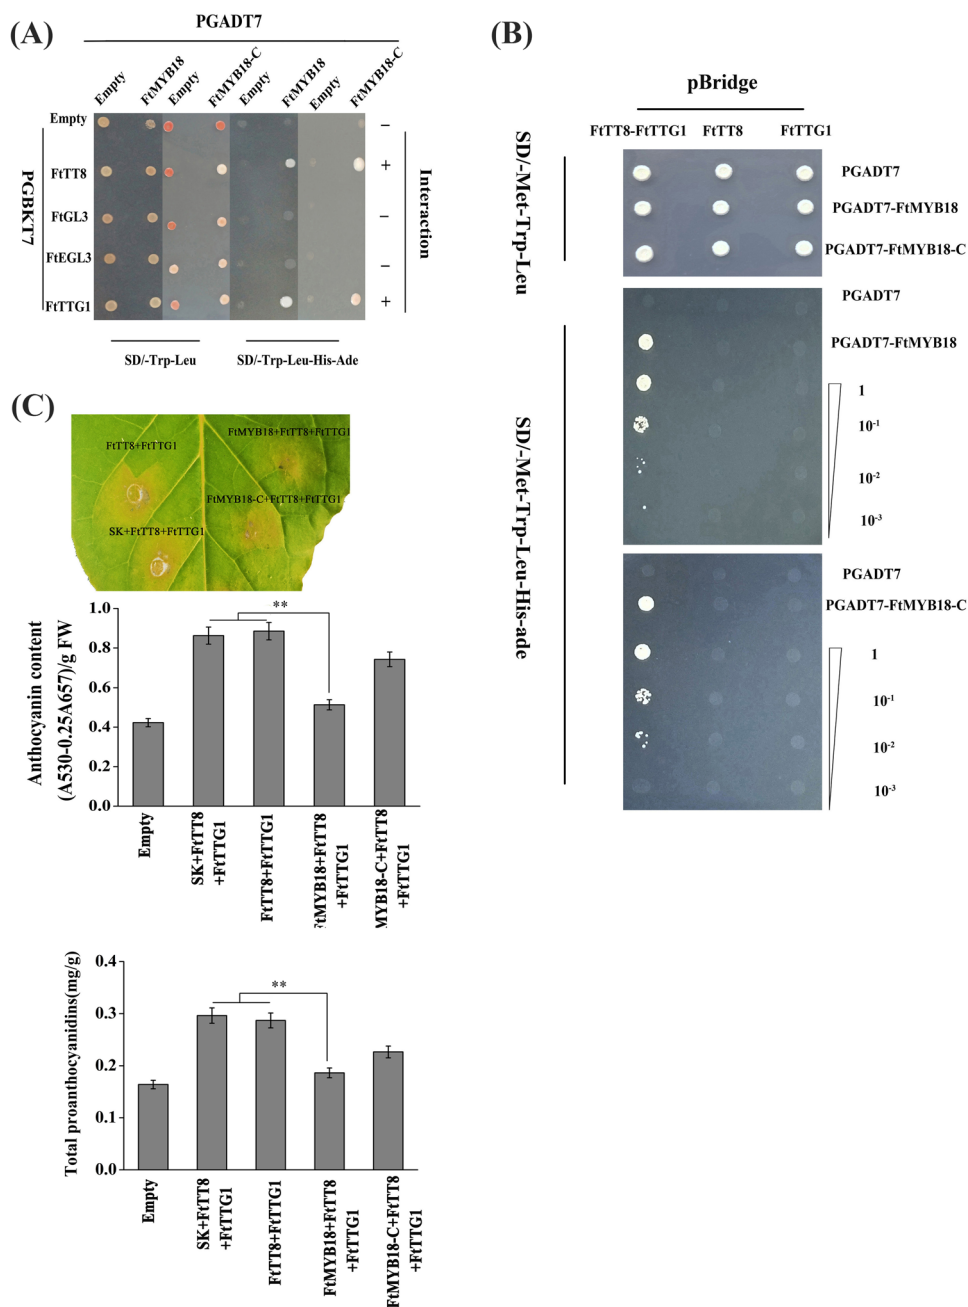 (A)
PGADT7
Empty
FtMYB18
Empty
FtMYB18-C
Empty
FtMYB18
Empty
FtMYB18-C
PGBKT7
Empty
FtTT8
FtGL3
FtEGL3
FtTTG1
−
+
−
−
+
Interaction
SD/-Trp-Leu
SD/-Trp-Leu-His-Ade
(B)
pBridge
FtTT8-FtTTG1
FtTT8
FtTTG1
SD/-Met-Trp-Leu
PGADT7
PGADT7-FtMYB18
PGADT7-FtMYB18-C
SD/-Met-Trp-Leu-His-ade
PGADT7
PGADT7-FtMYB18
1
10-1
10-2
10-3
PGADT7
PGADT7-FtMYB18-C
1
10-1
10-2
10-3
(C)
FtTT8+FtTTG1
FtMYB18+FtTT8+FtTTG1
FtMYB18-C+FtTT8+FtTTG1
SK+FtTT8+FtTTG1
Anthocyanin content
(A530-0.25A657)/g FW
1.0
0.8
0.6
0.4
0.2
0.0
**
Empty
SK+FtTT8
+FtTTG1
FtTT8+FtTTG1
FtMYB18+FtTT8
+FtTTG1
MYB18-C+FtTT8
+FtTTG1
Total proanthocyanidins(mg/g)
0.4
0.3
0.2
0.1
0.0
**
Empty
SK+FtTT8
+FtTTG1
FtTT8+FtTTG1
FtMYB18+FtTT8
+FtTTG1
FtMYB18-C+FtTT8
+FtTTG1